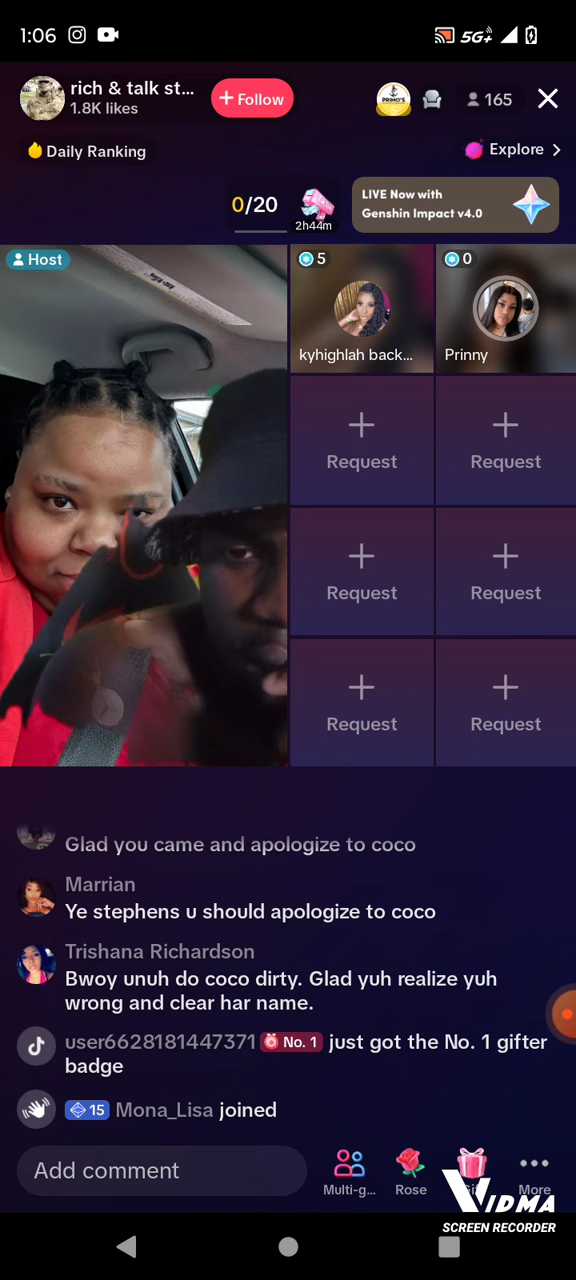 1:06
5G+
rich & talk st...
1.8K likes
+ Follow
PRIMO'S
165
Daily Ranking
Explore
0/20
2h44m
LIVE Now with
Genshin Impact v4.0
Host
5
0
kyhighlah back...
Prinny
Request
Request
Request
Request
Request
Request
Glad you came and apologize to coco
Marrian
Ye stephens u should apologize to coco
Trishana Richardson
Bwoy unuh do coco dirty. Glad yuh realize yuh
wrong and clear har name.
user6628181447371 No. 1 just got the No. 1 gifter
badge
15 Mona_Lisa joined
Add comment
Multi-g...
Rose
More
VIDMA
SCREEN RECORDER